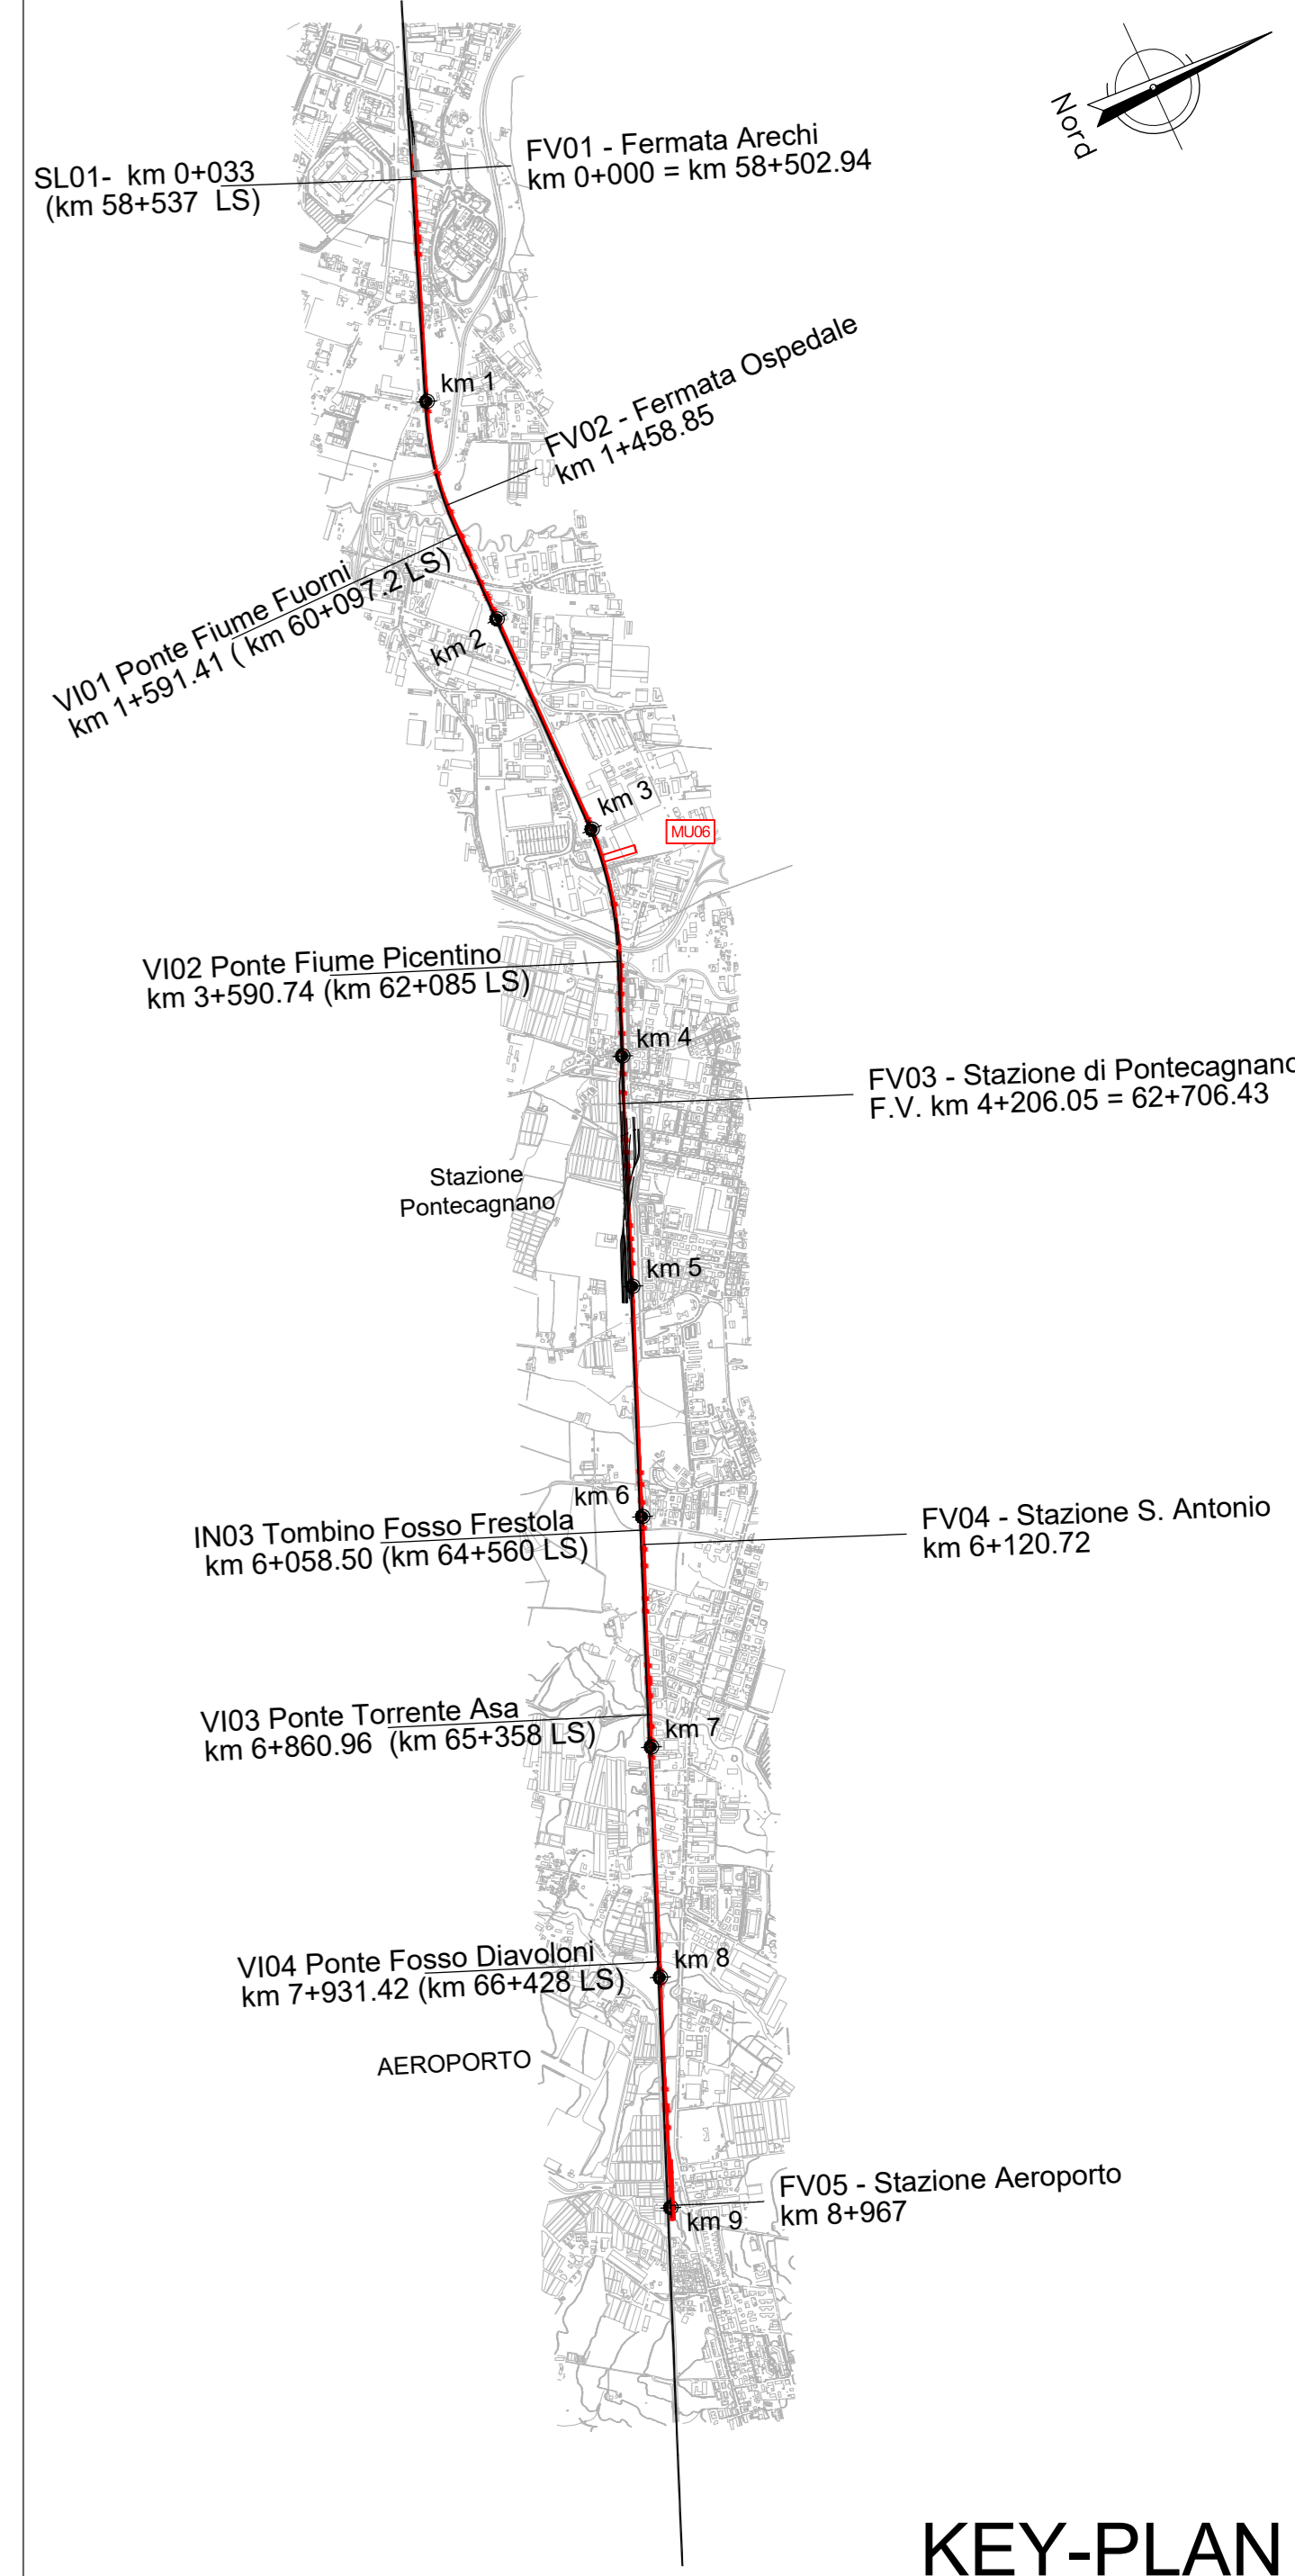 Nord
FV01 - Fermata Arechi
km 0+000 = km 58+502.94
SL01- km 0+033
(km 58+537 LS)
km 1
FV02 - Fermata Ospedale
km 1+458.85
VI01 Ponte Fiume Fuorni
km 1+591.41 ( km 60+097.2 LS)
km 2
km 3
MU06
VI02 Ponte Fiume Picentino
km 3+590.74 (km 62+085 LS)
km 4
FV03 - Stazione di Pontecagnano
F.V. km 4+206.05 = 62+706.43
Stazione
Pontecagnano
km 5
km 6
IN03 Tombino Fosso Frestola
km 6+058.50 (km 64+560 LS)
FV04 - Stazione S. Antonio
km 6+120.72
VI03 Ponte Torrente Asa
km 6+860.96 (km 65+358 LS)
km 7
VI04 Ponte Fosso Diavoloni
km 7+931.42 (km 66+428 LS)
km 8
AEROPORTO
FV05 - Stazione Aeroporto
km 8+967
km 9
KEY-PLAN